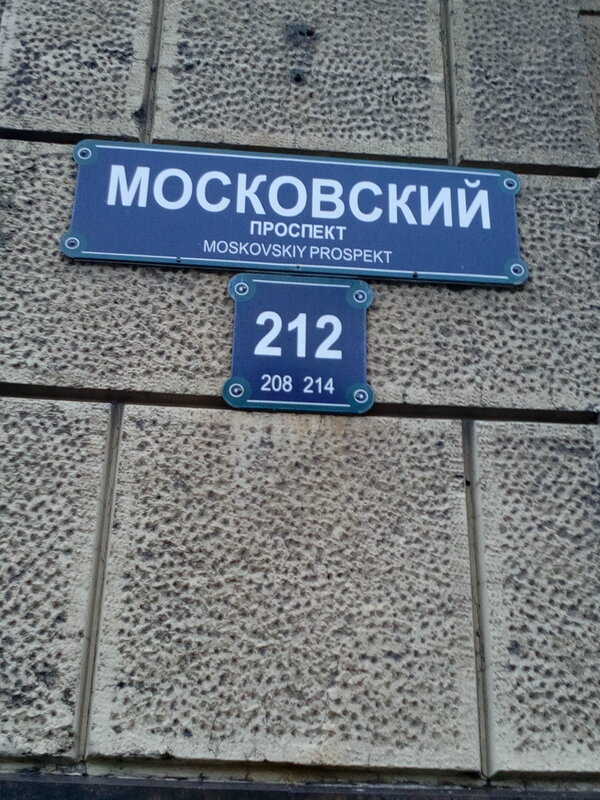 МОСКОВСКИЙ
ПРОСПЕКТ
MOSKOVSKIY PROSPEKT
212
208 214